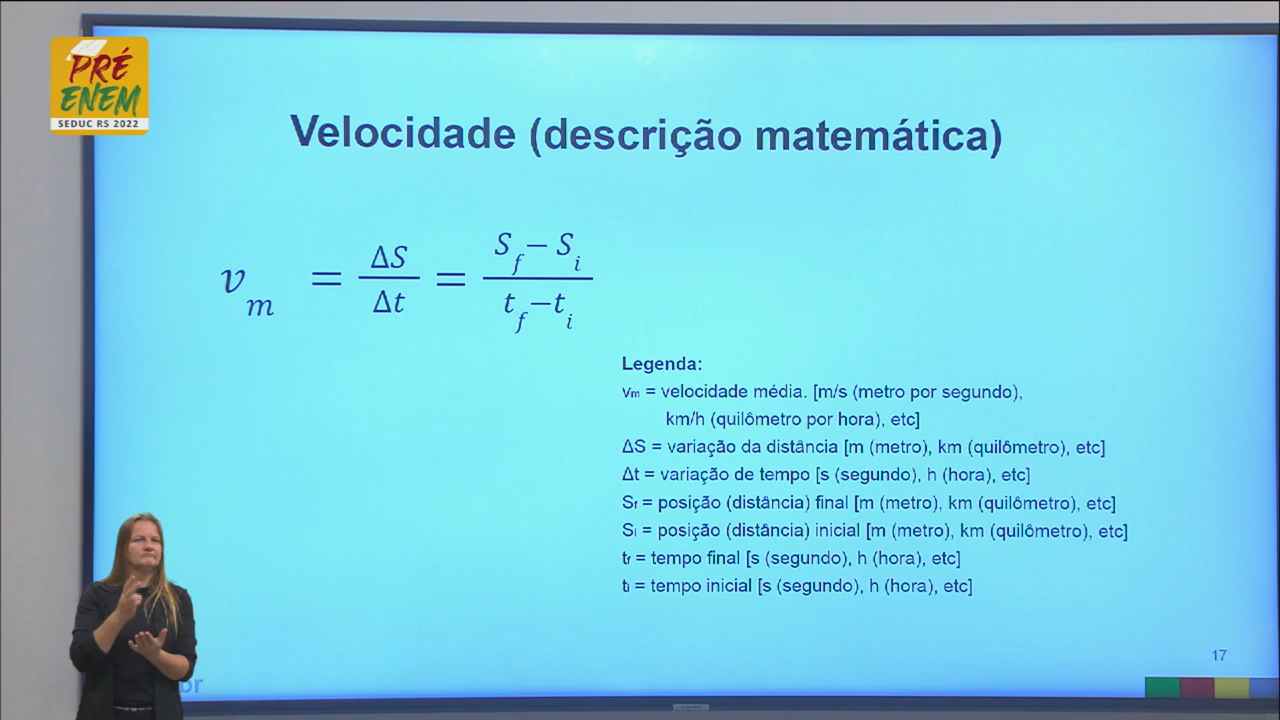 PRÉ
ENEM
SEDUC RS 2022
Velocidade (descrição matemática)
v_m = ΔS/Δt = (S_f − S_i)/(t_f − t_i)
Legenda:
vₘ = velocidade média. [m/s (metro por segundo),
km/h (quilômetro por hora), etc]
ΔS = variação da distância [m (metro), km (quilômetro), etc]
Δt = variação de tempo [s (segundo), h (hora), etc]
Sf = posição (distância) final [m (metro), km (quilômetro), etc]
Si = posição (distância) inicial [m (metro), km (quilômetro), etc]
tf = tempo final [s (segundo), h (hora), etc]
ti = tempo inicial [s (segundo), h (hora), etc]
17